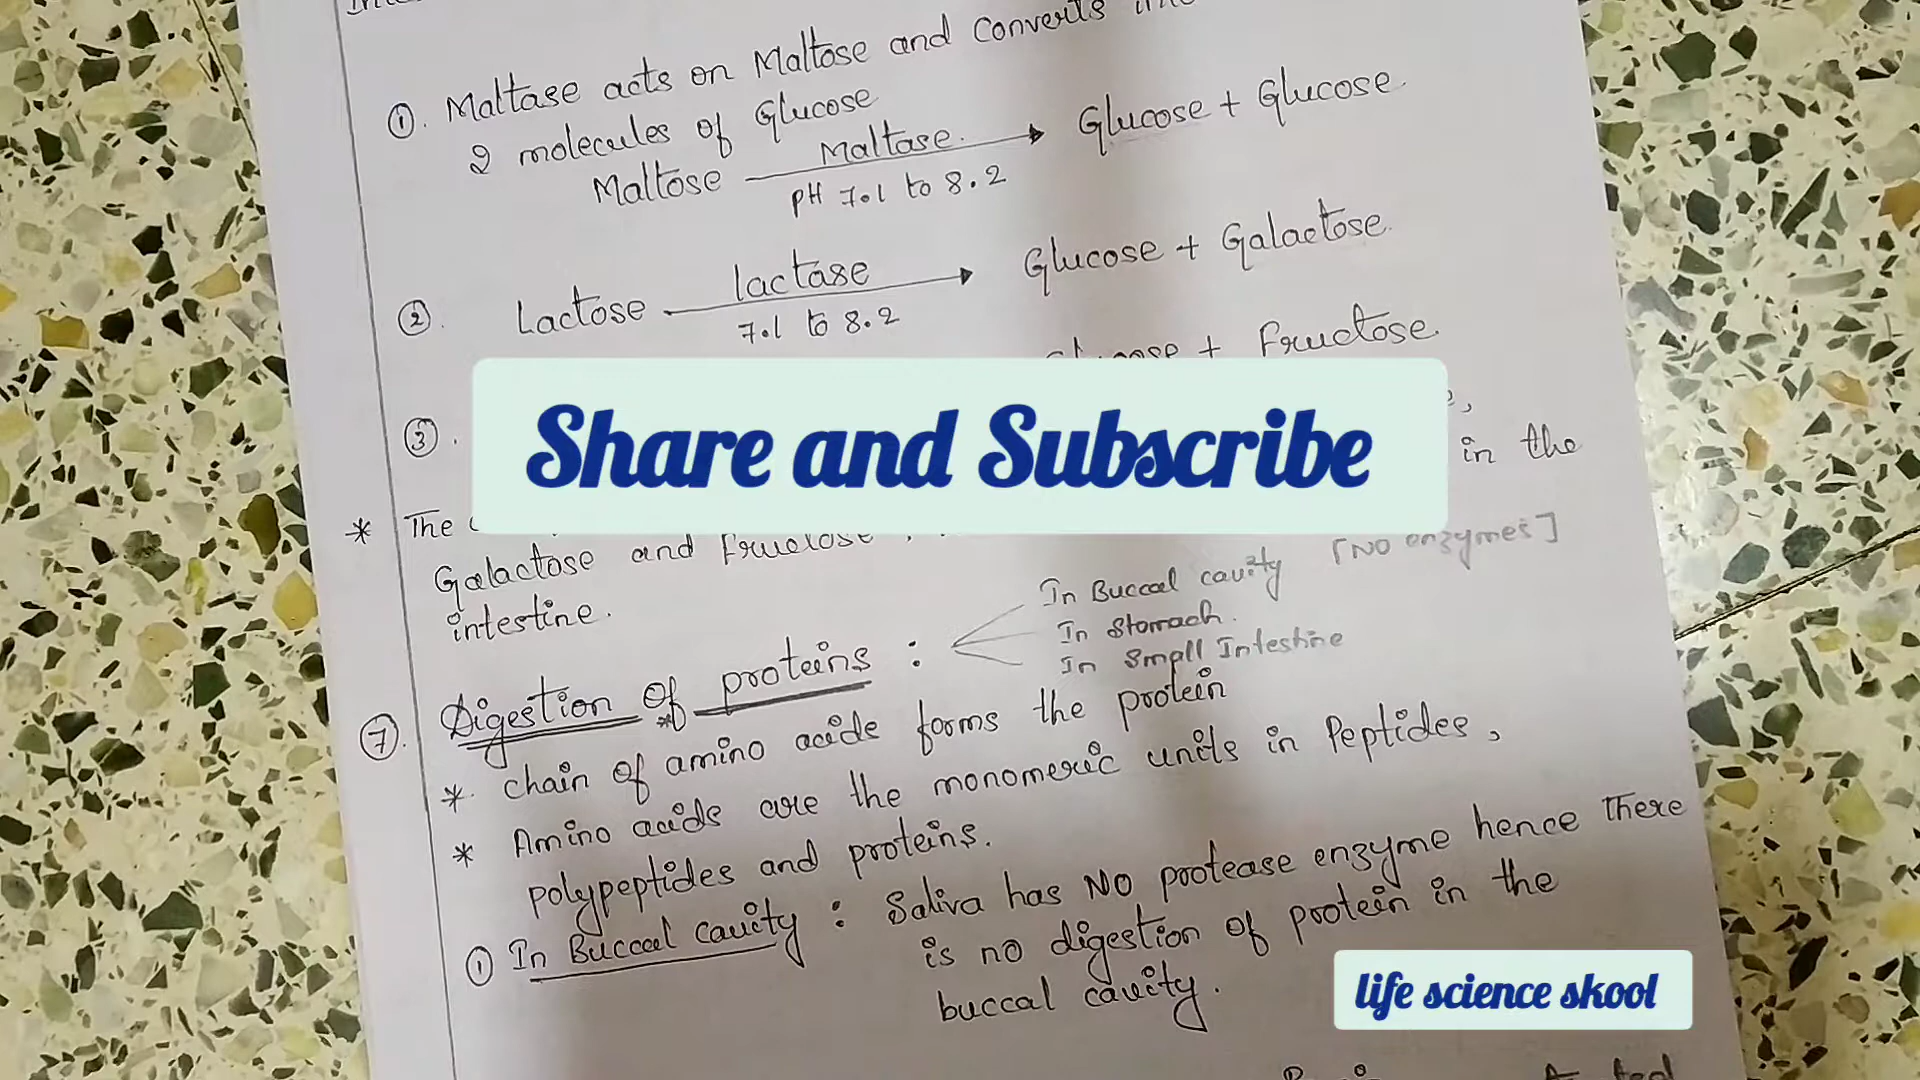 ① . Maltase acts on Maltose and converts
2 molecules of Glucose
Maltose Maltase. Glucose + Glucose
pH 7.1 to 8.2
② . Lactose lactase Glucose + Galactose
7.1 to 8.2
+ Fructose
③ .
Share and Subscribe
in the
* The
Galactose and Fructose
intestine.
In Buccal cavity [NO enzymes]
In Stomach.
In Small Intestine
⑦. Digestion of proteins :
* chain of amino acids forms the protein
* Amino acids are the monomeric units in Peptides,
polypeptides and proteins.
① In Buccal cavity : Saliva has NO protease enzyme hence There
is no digestion of protein in the
buccal cavity.
life science skool